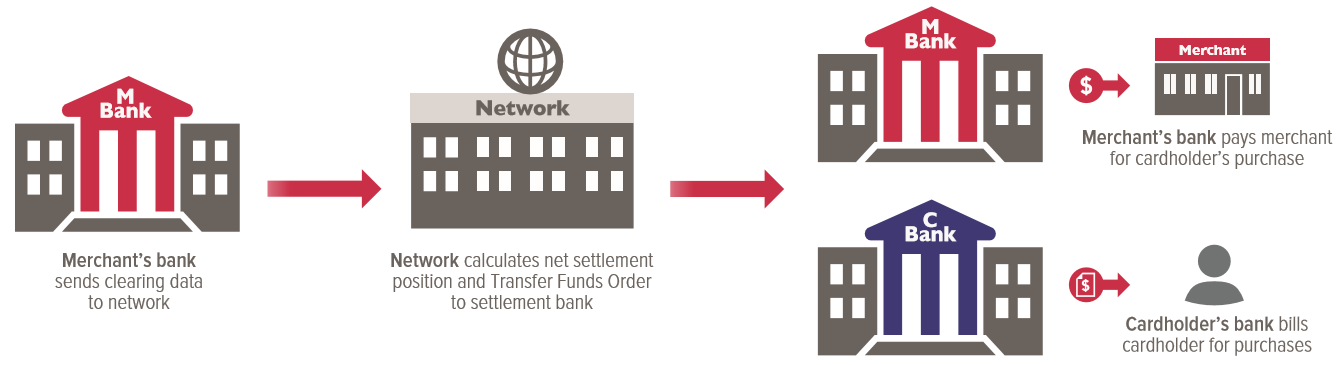 M
Bank
Merchant's bank
sends clearing data
to network
Network
Network calculates net settlement
position and Transfer Funds Order
to settlement bank
M
Bank
$
Merchant
Merchant's bank pays merchant
for cardholder's purchase
C
Bank
$
Cardholder's bank bills
cardholder for purchases